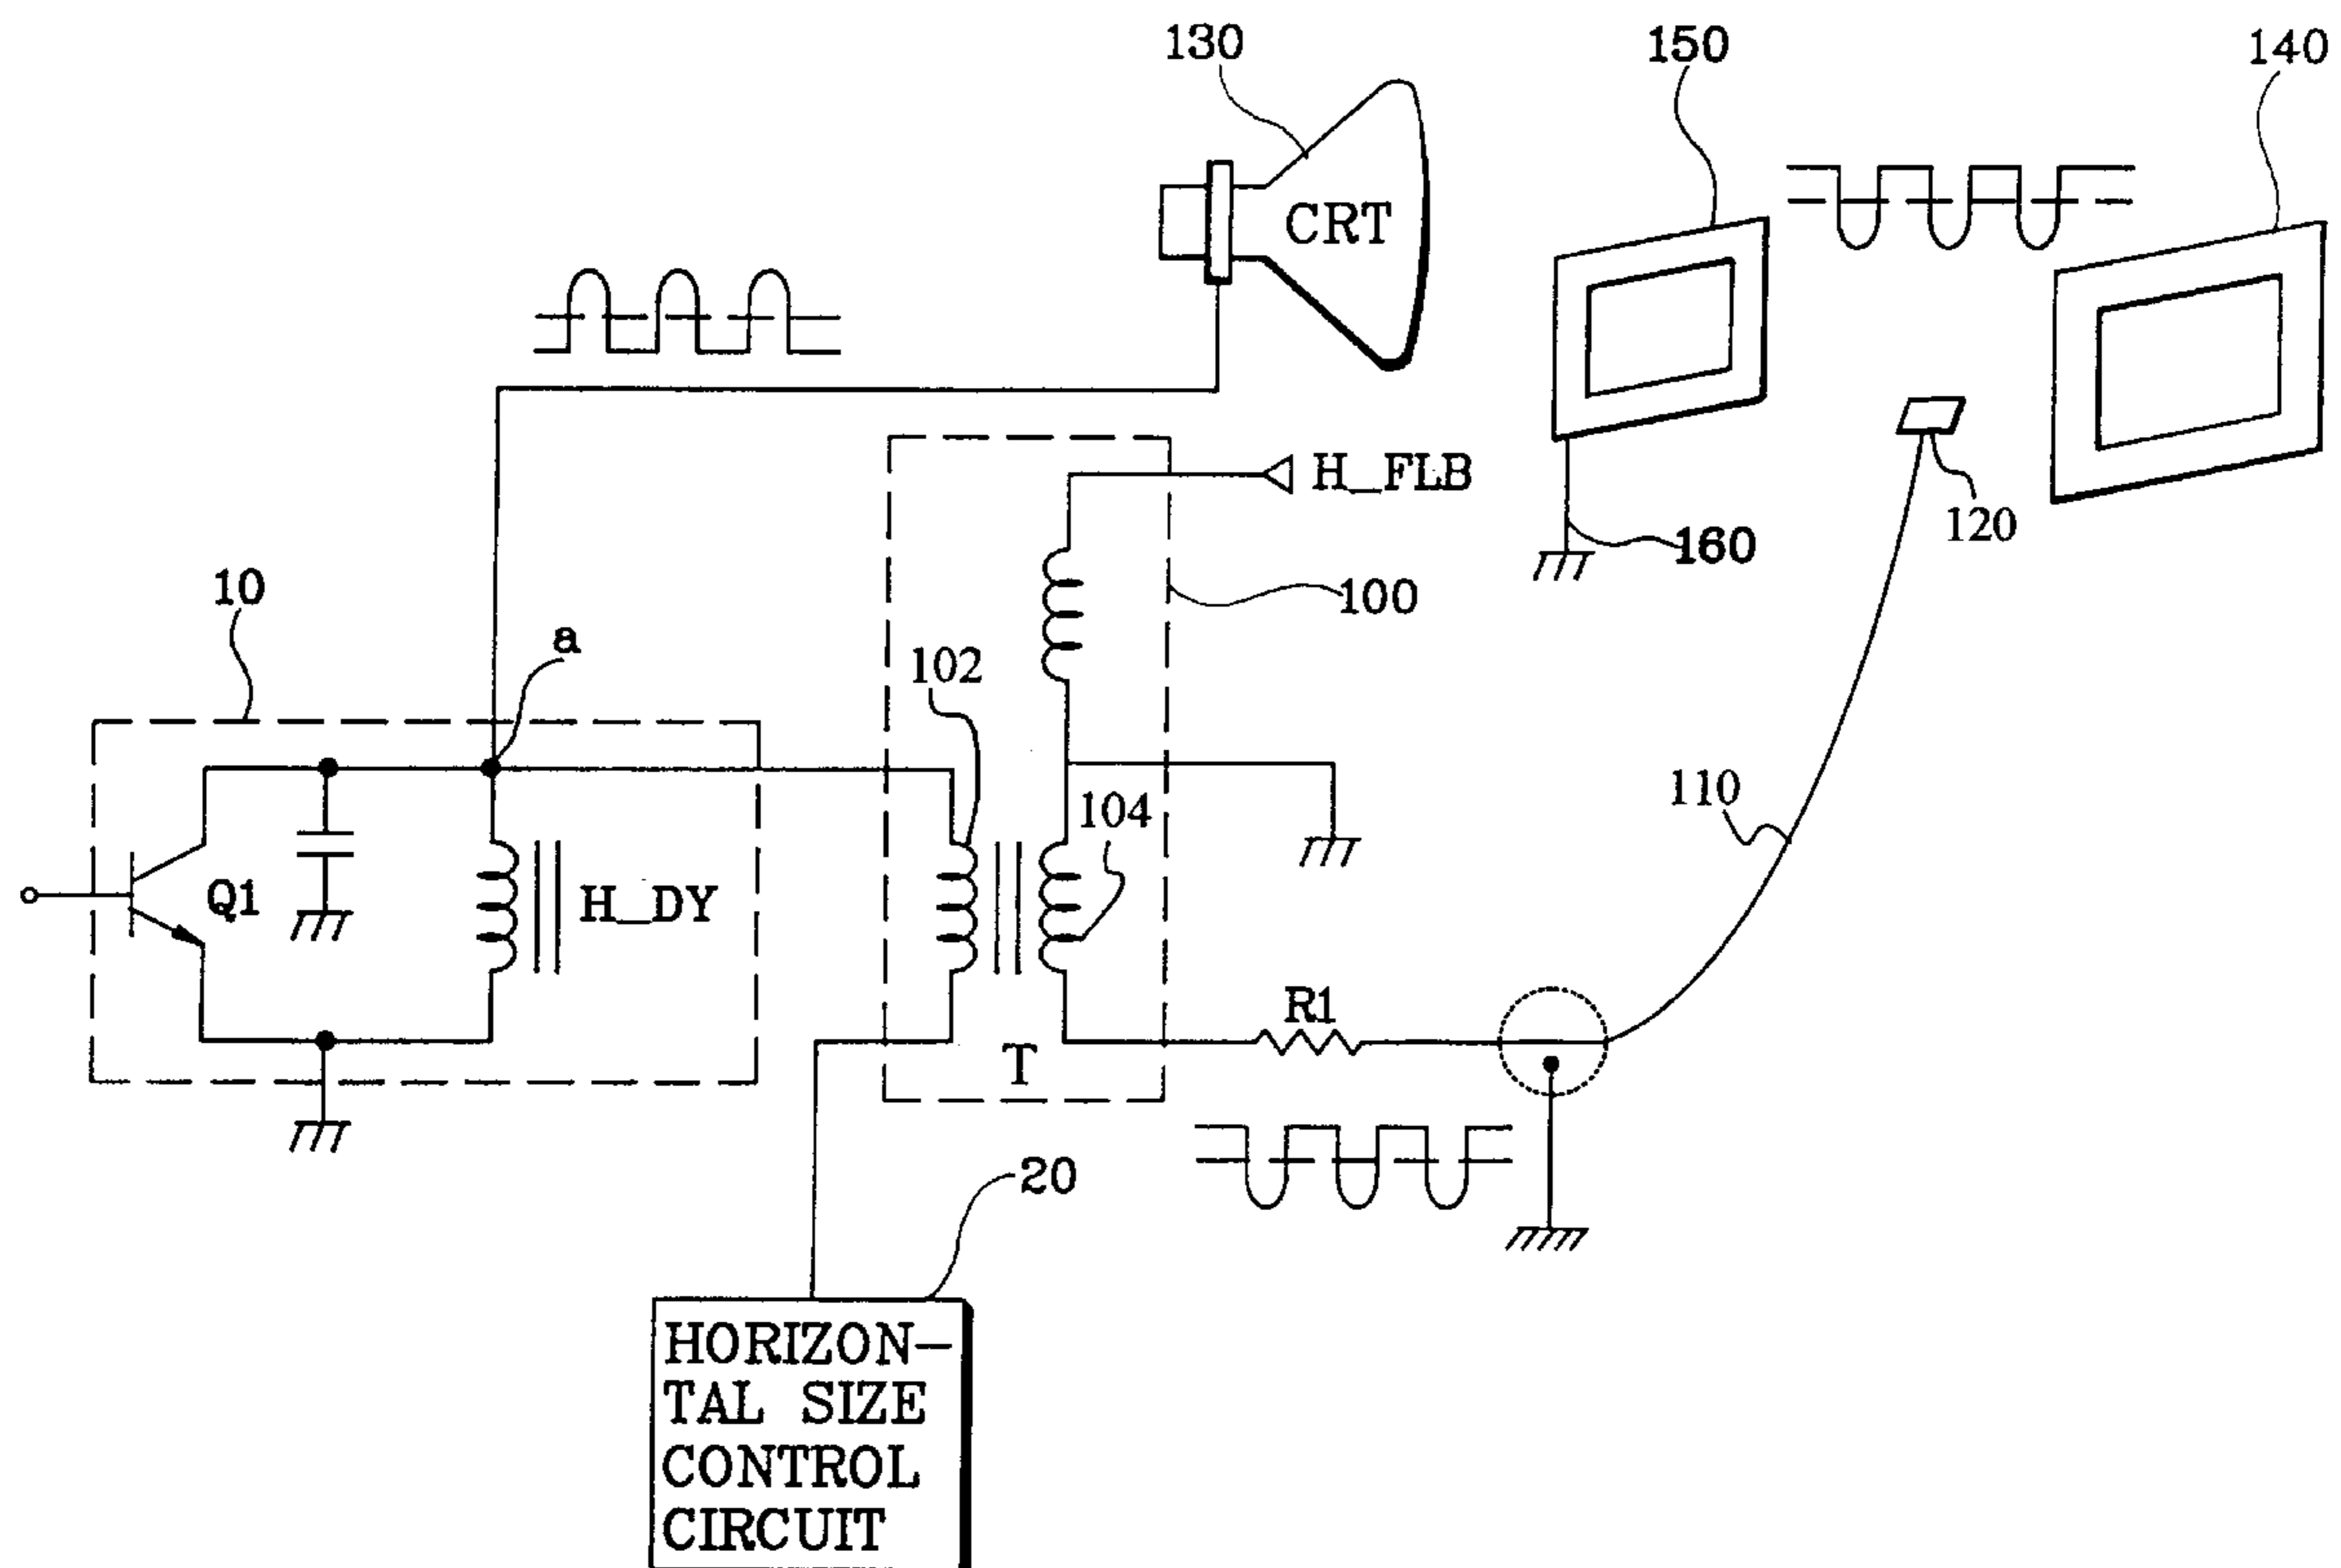 130
150
140
CRT
H_FLB
120
160
10
100
a
102
110
104
Q1
H_DY
R1
T
20
HORIZON-
TAL SIZE
CONTROL
CIRCUIT